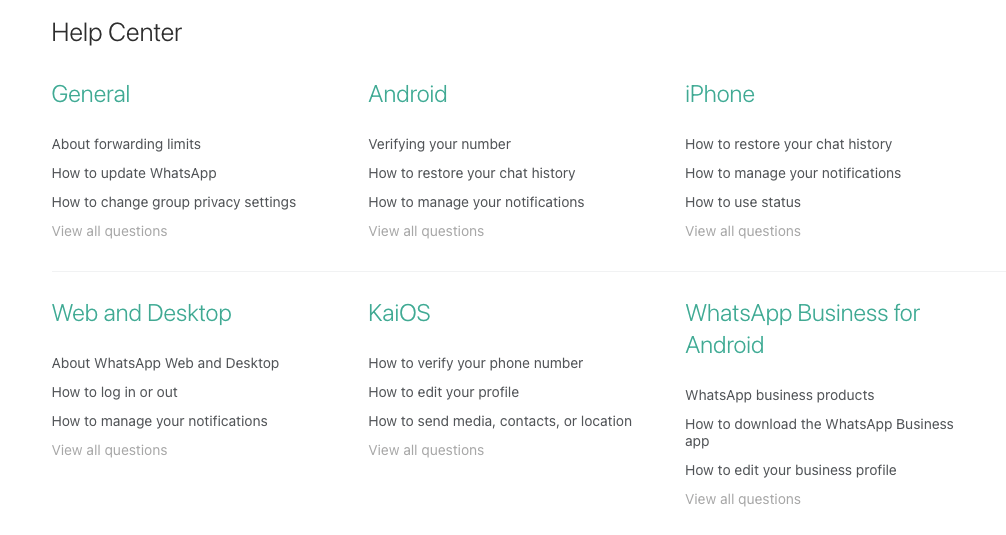 Help Center
General
About forwarding limits
How to update WhatsApp
How to change group privacy settings
View all questions
Android
Verifying your number
How to restore your chat history
How to manage your notifications
View all questions
iPhone
How to restore your chat history
How to manage your notifications
How to use status
View all questions
Web and Desktop
About WhatsApp Web and Desktop
How to log in or out
How to manage your notifications
View all questions
KaiOS
How to verify your phone number
How to edit your profile
How to send media, contacts, or location
View all questions
WhatsApp Business for
Android
WhatsApp business products
How to download the WhatsApp Business
app
How to edit your business profile
View all questions